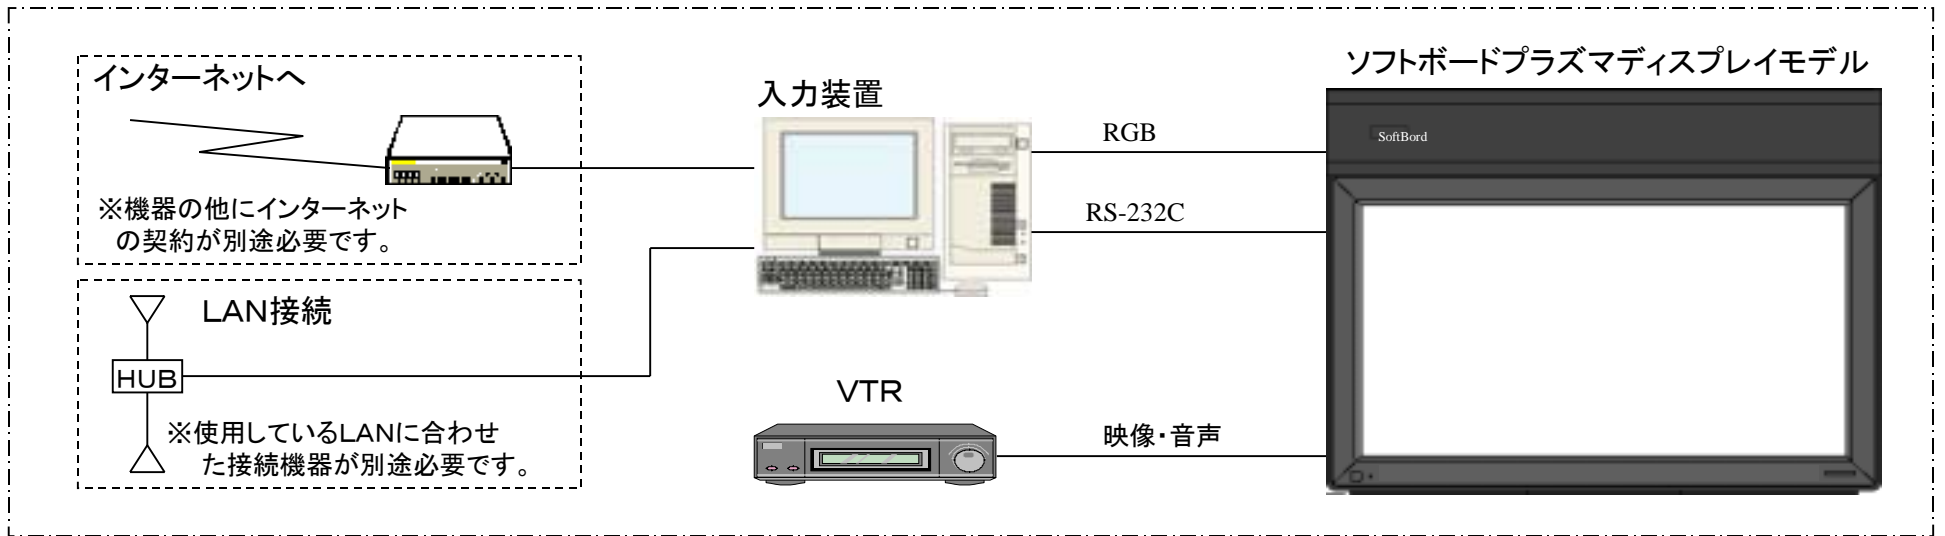 インターネットへ
※機器の他にインターネット
の契約が別途必要です。
LAN接続
HUB
※使用しているLANに合わせ
た接続機器が別途必要です。
入力装置
VTR
RGB
RS-232C
映像・音声
ソフトボードプラズマディスプレイモデル
SoftBord